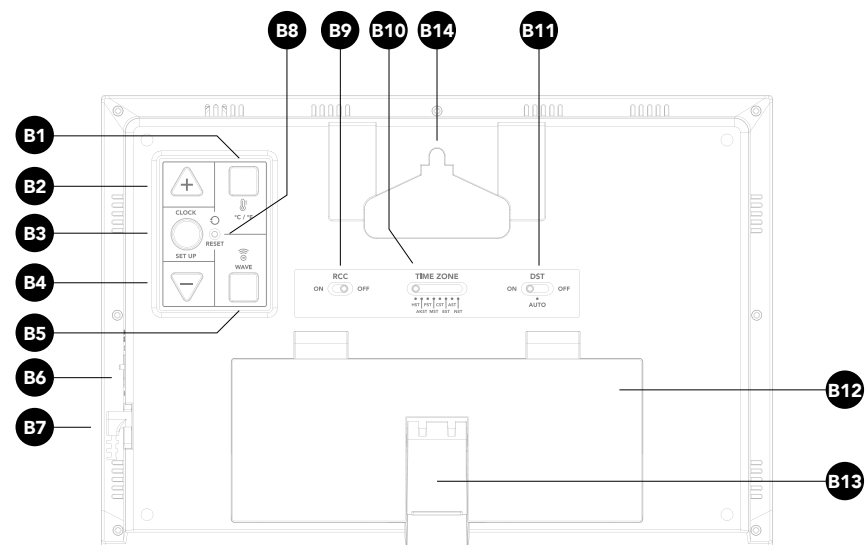 B8 B9 B10 B14 B11
B1
B2
B3
B4
B5
B6
B7
B12
B13
+
°C / °F
CLOCK
RESET
SET UP
WAVE
−
RCC
ON OFF
TIME ZONE
HST PST CST AST
AKST MST EST NST
DST
ON OFF
AUTO